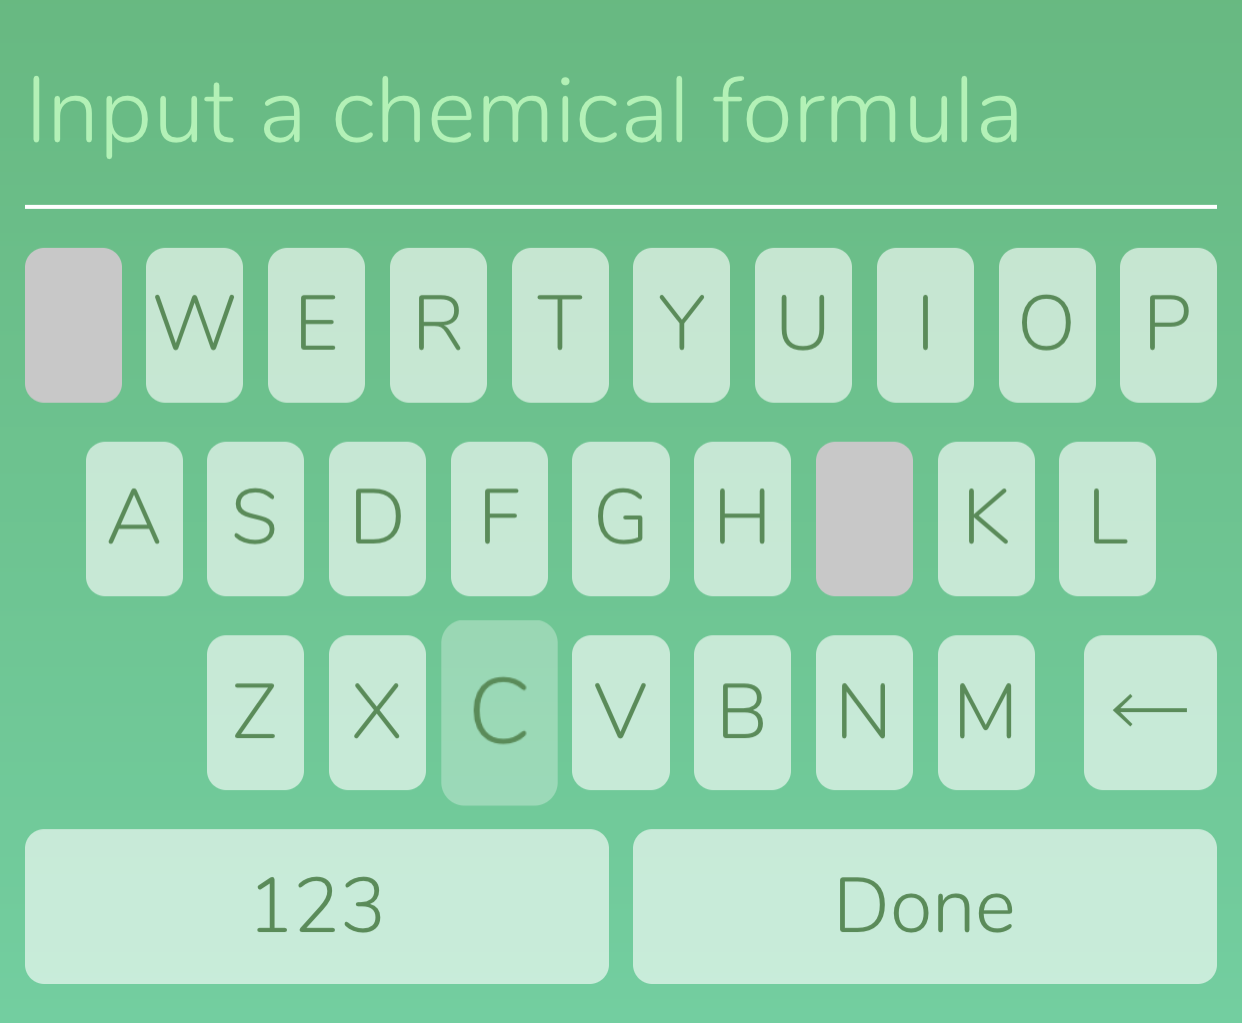 Input a chemical formula
W E R T Y U I O P
A S D F G H K L
Z X C V B N M ←
123 Done